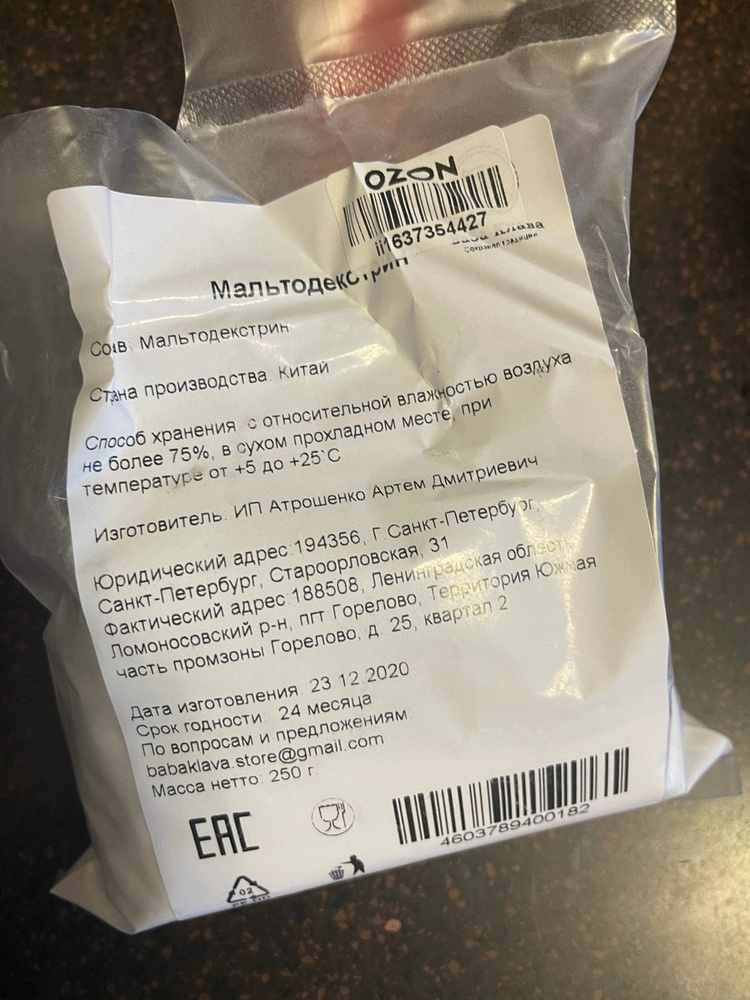 OZON
ii1637354427
Сохраняя традиции
Мальтодекстрин
Мальтодекстрин
производства Китай
Способ хранения с относительной влажностью воздуха
не более 75%, в сухом прохладном месте, при
температуре от +5 до +25°С
Изготовитель: ИП Атрошенко Артем Дмитриевич
Юридический адрес:194356, Г.Санкт-Петербург,
Санкт-Петербург, Староорловская, 31
Фактический адрес:188508, Ленинградская область,
Ломоносовский р-н, пгт Горелово, Территория Южная
часть промзоны Горелово, д. 25, квартал 2
Дата изготовления: 23.12.2020
Срок годности: 24 месяца
По вопросам и предложениям
babaklava.store@gmail.com
Масса нетто: 250 г.
EAC
4603789400182
02